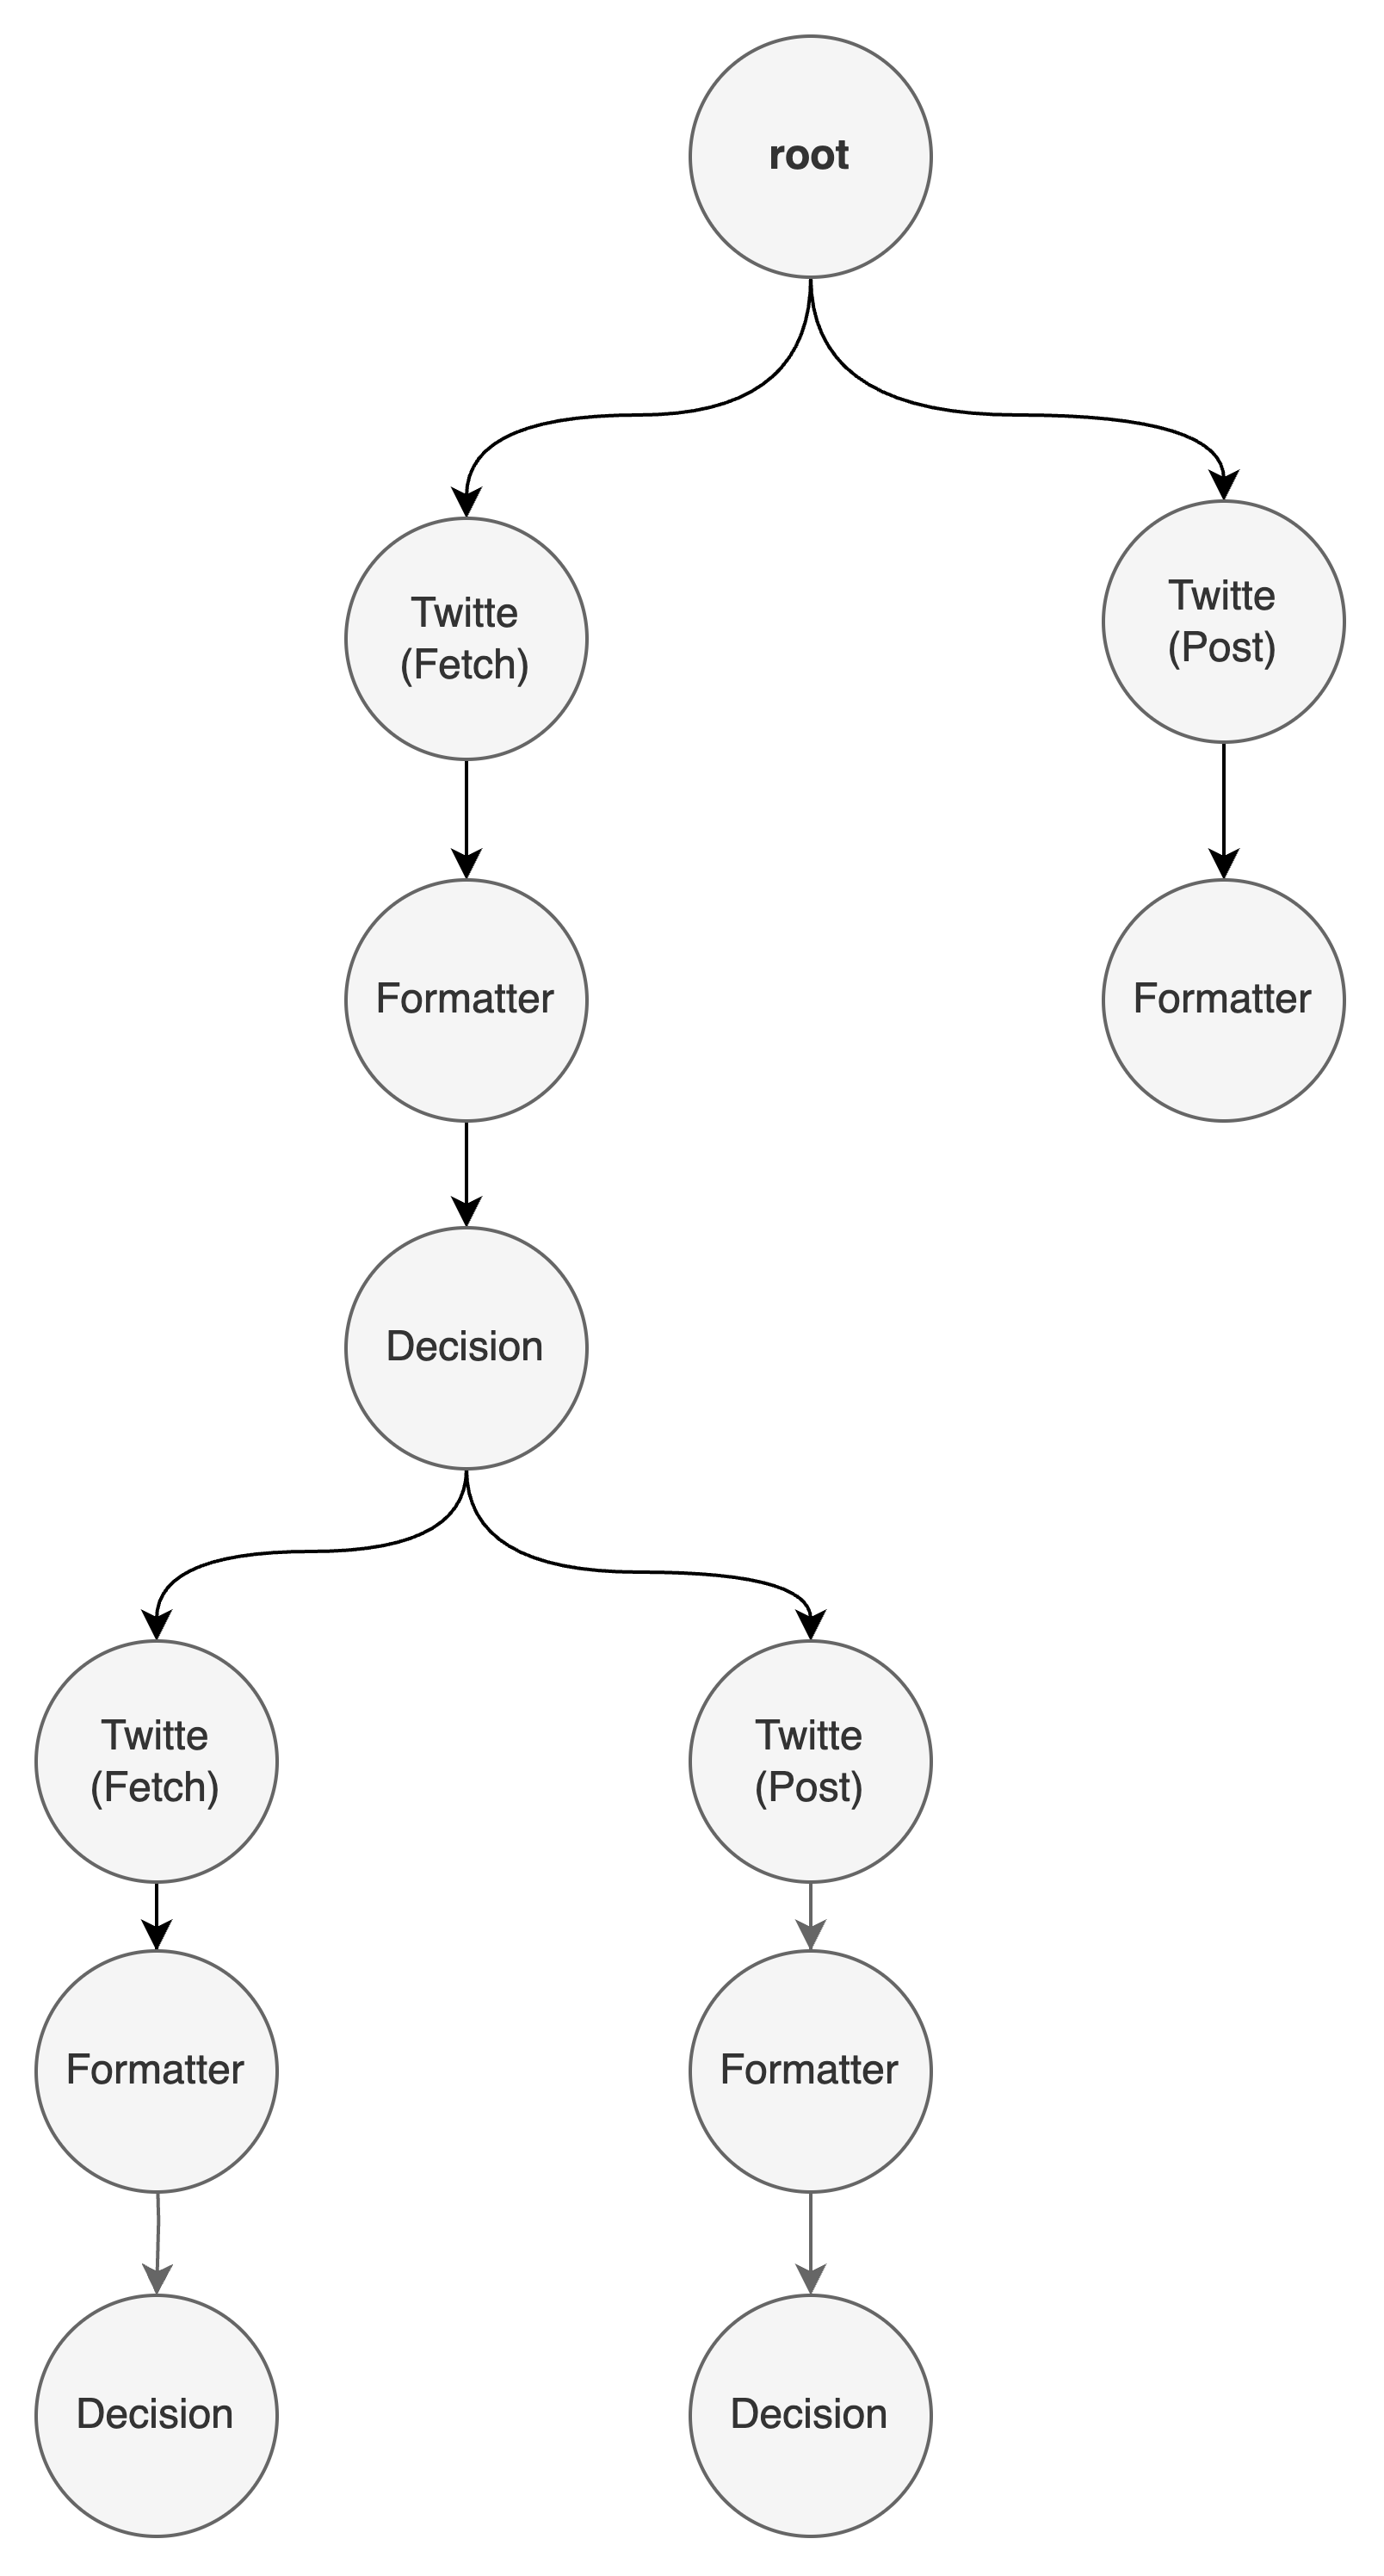 root
Twitte
(Fetch)
Twitte
(Post)
Formatter
Formatter
Decision
Twitte
(Fetch)
Twitte
(Post)
Formatter
Formatter
Decision
Decision